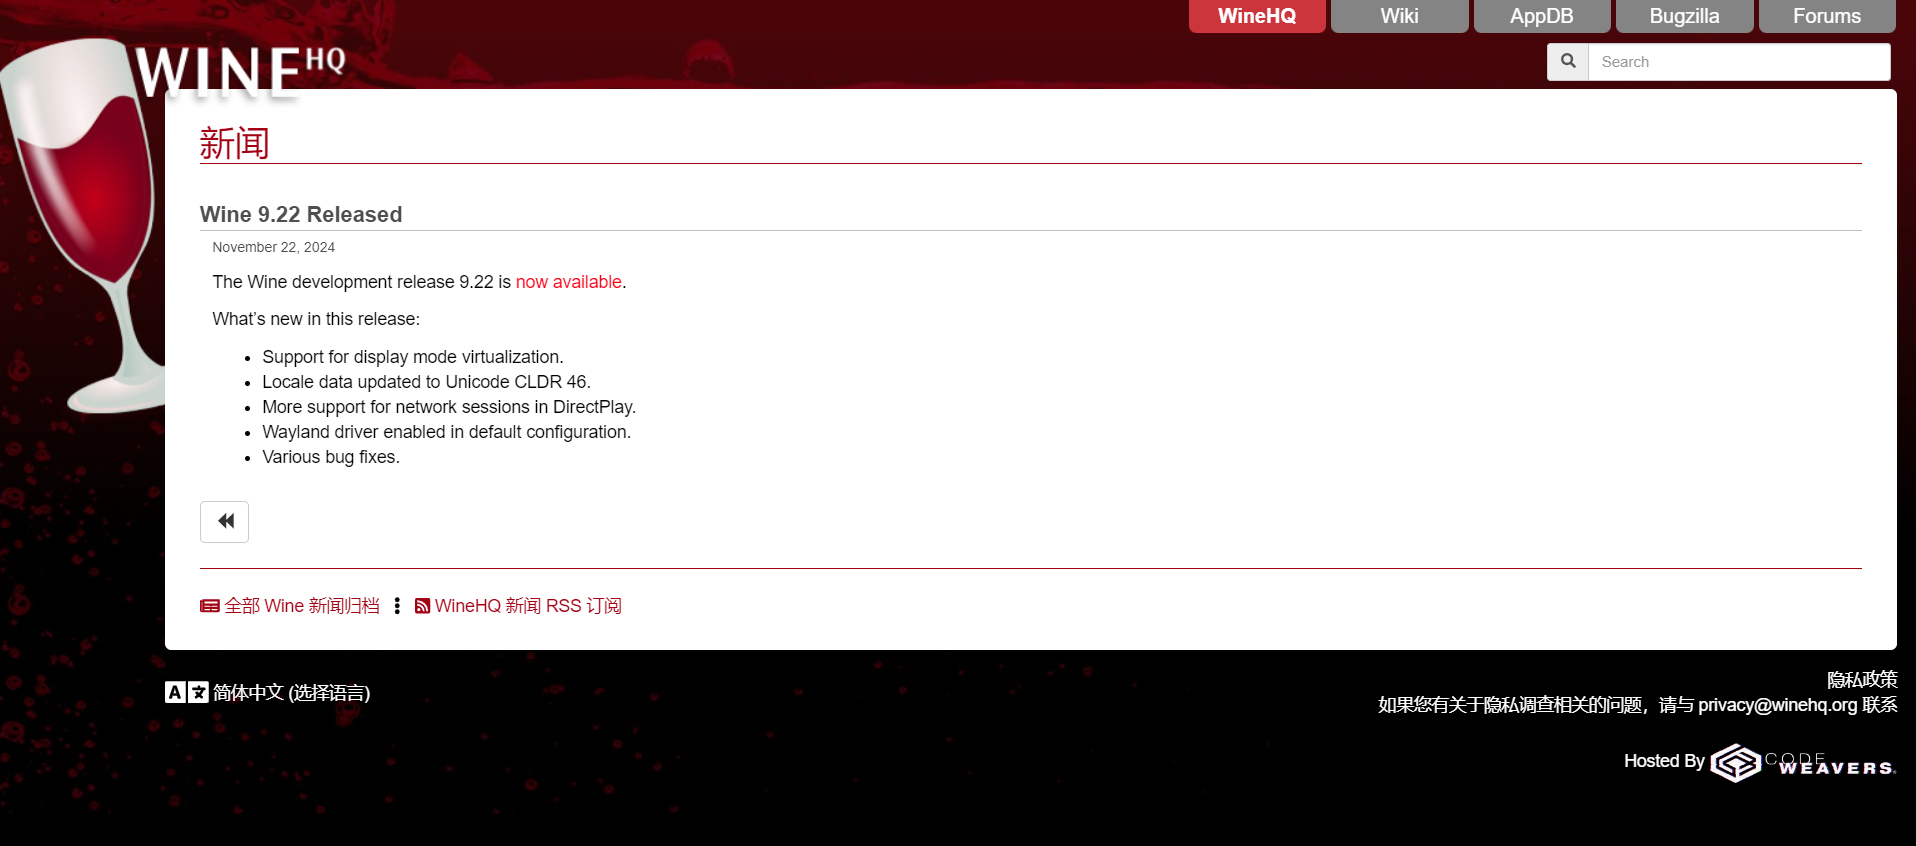 WineHQ
Wiki
AppDB
Bugzilla
Forums
WINE HQ
Search
新闻
Wine 9.22 Released
November 22, 2024
The Wine development release 9.22 is now available.
What’s new in this release:
Support for display mode virtualization.
Locale data updated to Unicode CLDR 46.
More support for network sessions in DirectPlay.
Wayland driver enabled in default configuration.
Various bug fixes.
全部 Wine 新闻归档
WineHQ 新闻 RSS 订阅
A 文 简体中文 (选择语言)
隐私政策
如果您有关于隐私调查相关的问题，请与 privacy@winehq.org 联系
Hosted By CODE WEAVERS